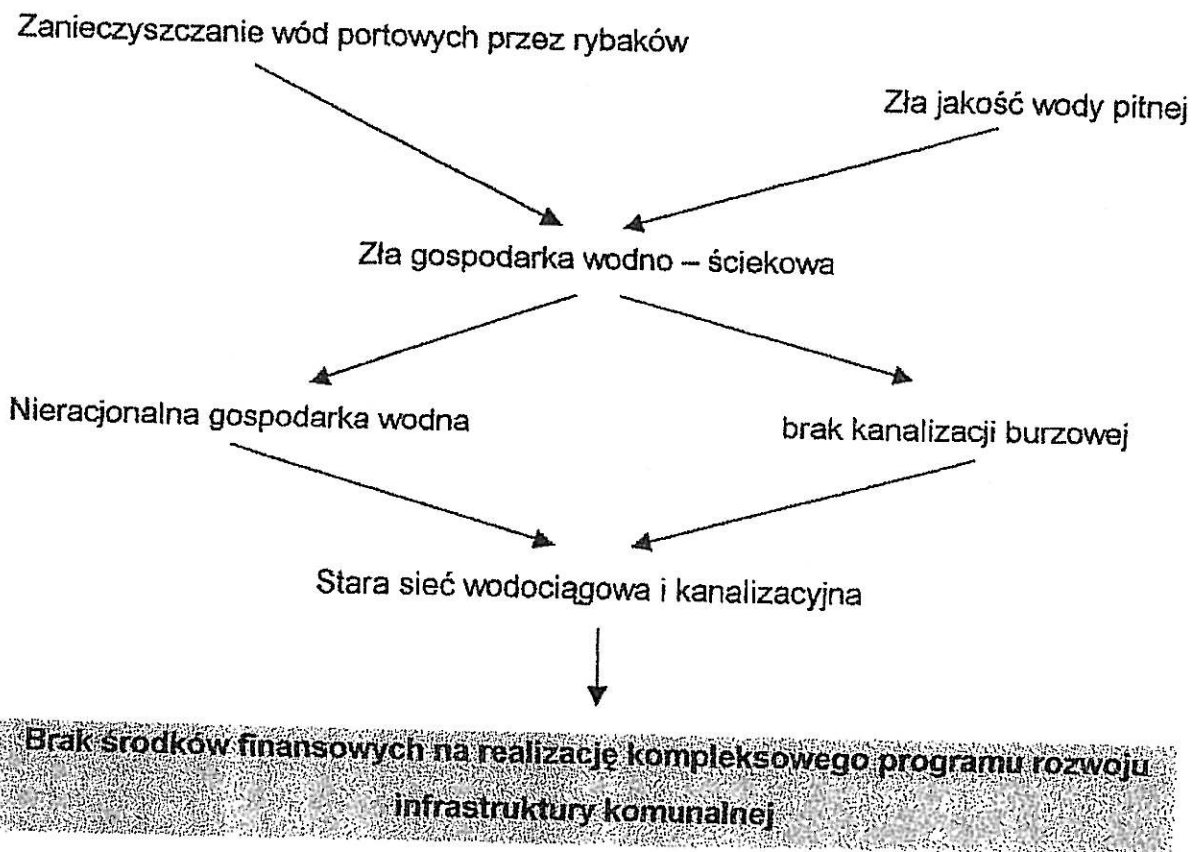 Zanieczyszczanie wód portowych przez rybaków
Zła jakość wody pitnej
Zła gospodarka wodno – ściekowa
Nieracjonalna gospodarka wodna
brak kanalizacji burzowej
Stara sieć wodociągowa i kanalizacyjna
Brak środków finansowych na realizację kompleksowego programu rozwoju
infrastruktury komunalnej